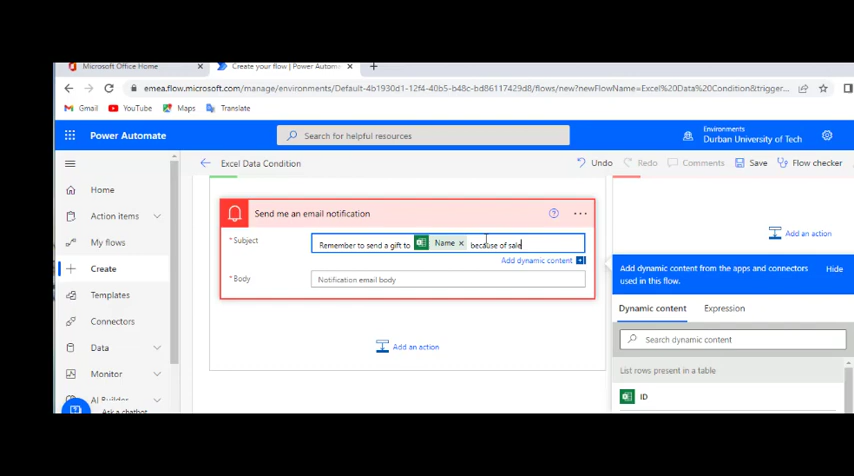 Microsoft Office Home
Create your flow | Power Autom
emea.flow.microsoft.com/manage/environments/Default-4b1930d1-12f4-40b5-b48c-bd86117429d8/flows/new?newFlowName=Excel%20Data%20Condition&trigger...
Gmail YouTube Maps Translate
Power Automate
Search for helpful resources
Environments
Durban University of Tech
Excel Data Condition
Undo Redo Comments Save Flow checker
Home
Action items
My flows
Create
Templates
Connectors
Data
Monitor
AI Builder
Ask a chatbot
Send me an email notification
*Subject
Remember to send a gift to Name × because of sale
Add dynamic content
*Body
Notification email body
Add an action
Add an action
Add dynamic content from the apps and connectors used in this flow.
Hide
Dynamic content Expression
Search dynamic content
List rows present in a table
ID